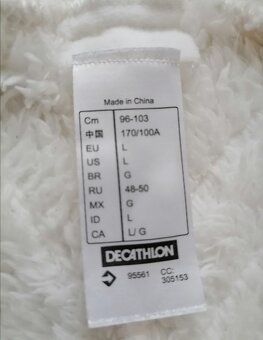 Made in China
Cm 96-103
中国 170/100A
EU L
US L
BR G
RU 48-50
MX G
ID L
CA L/G
DECATHLON
95561 CC:
305153